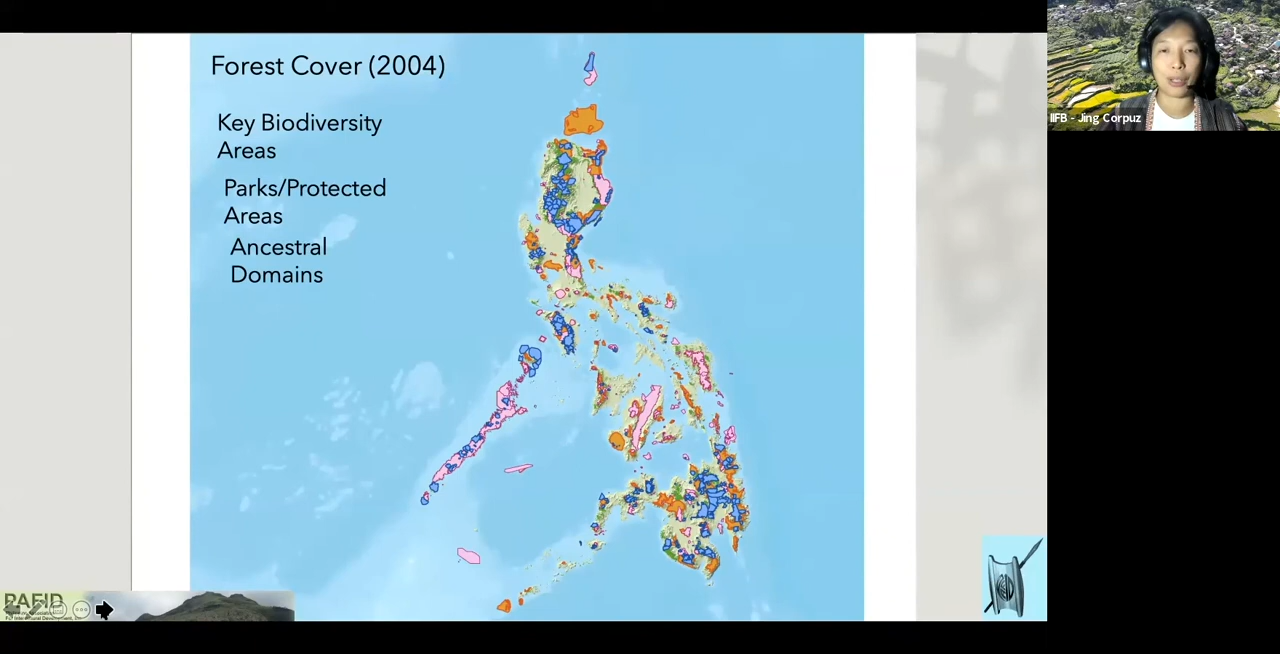 Forest Cover (2004)
Key Biodiversity
Areas
Parks/Protected
Areas
Ancestral
Domains
IIFB - Jing Corpuz
PAFID